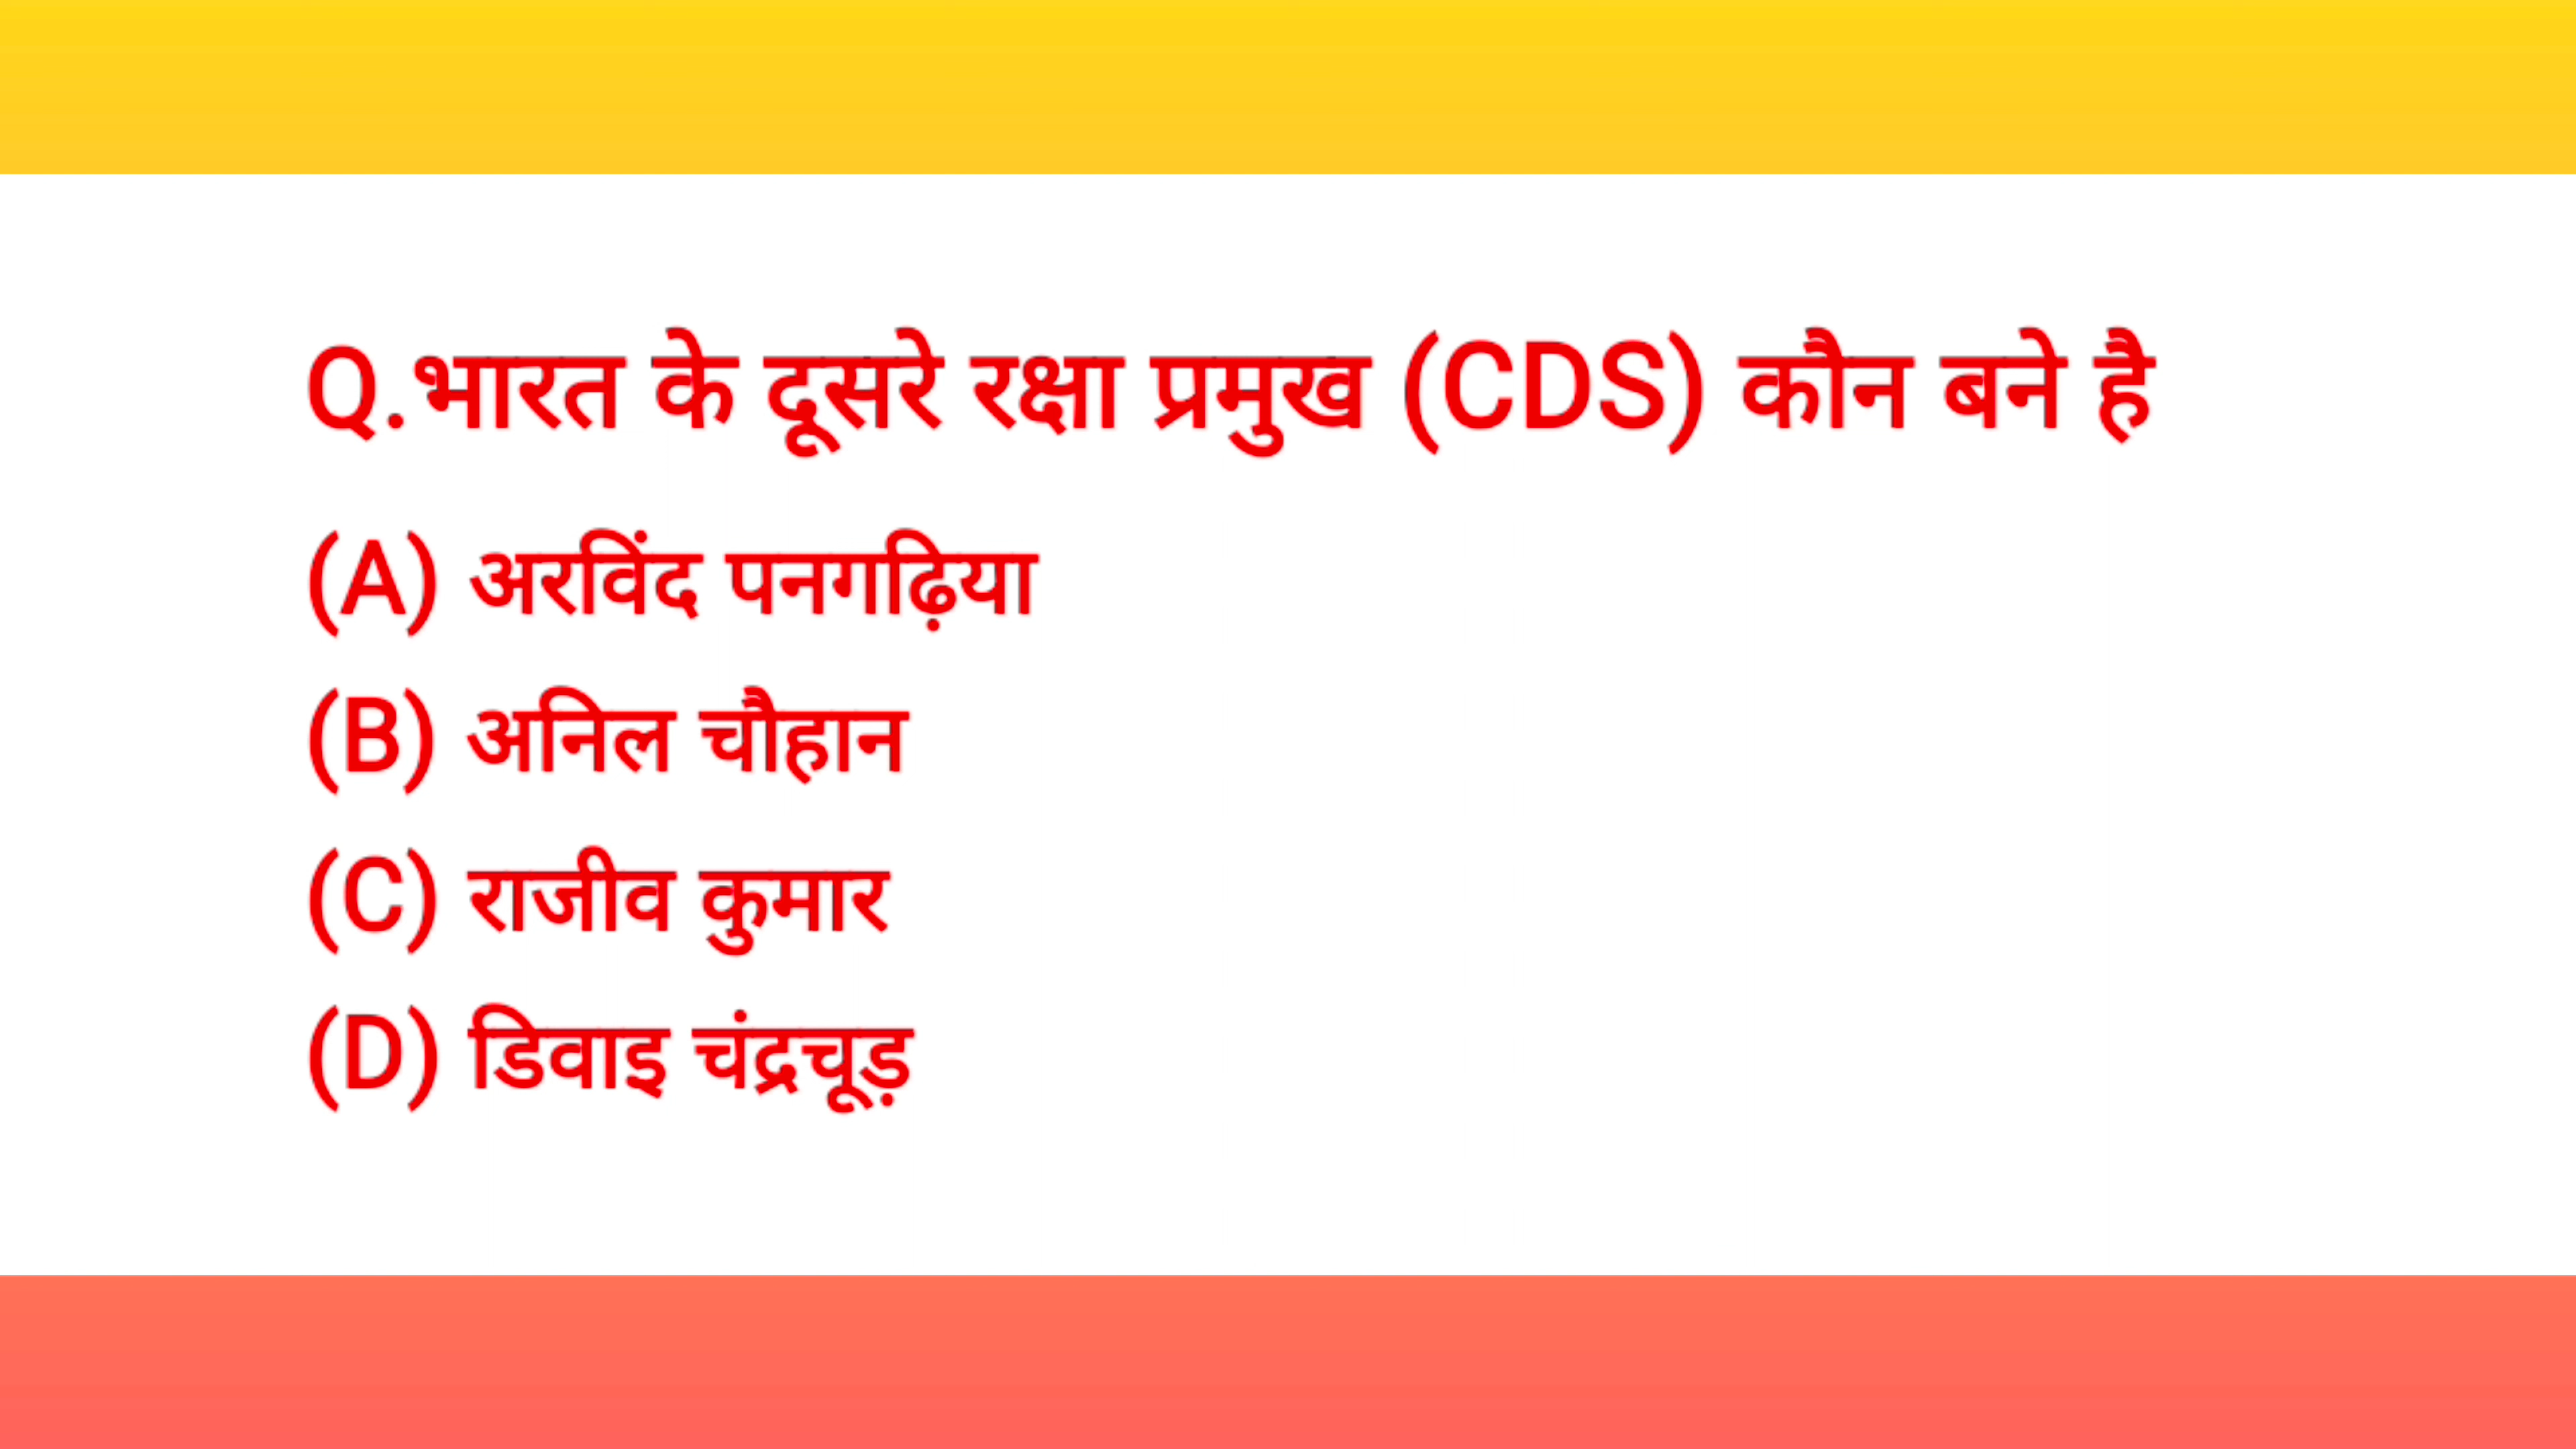 Q.भारत के दूसरे रक्षा प्रमुख (CDS) कौन बने है
(A) अरविंद पनगढ़िया
(B) अनिल चौहान
(C) राजीव कुमार
(D) डिवाइ चंद्रचूड़